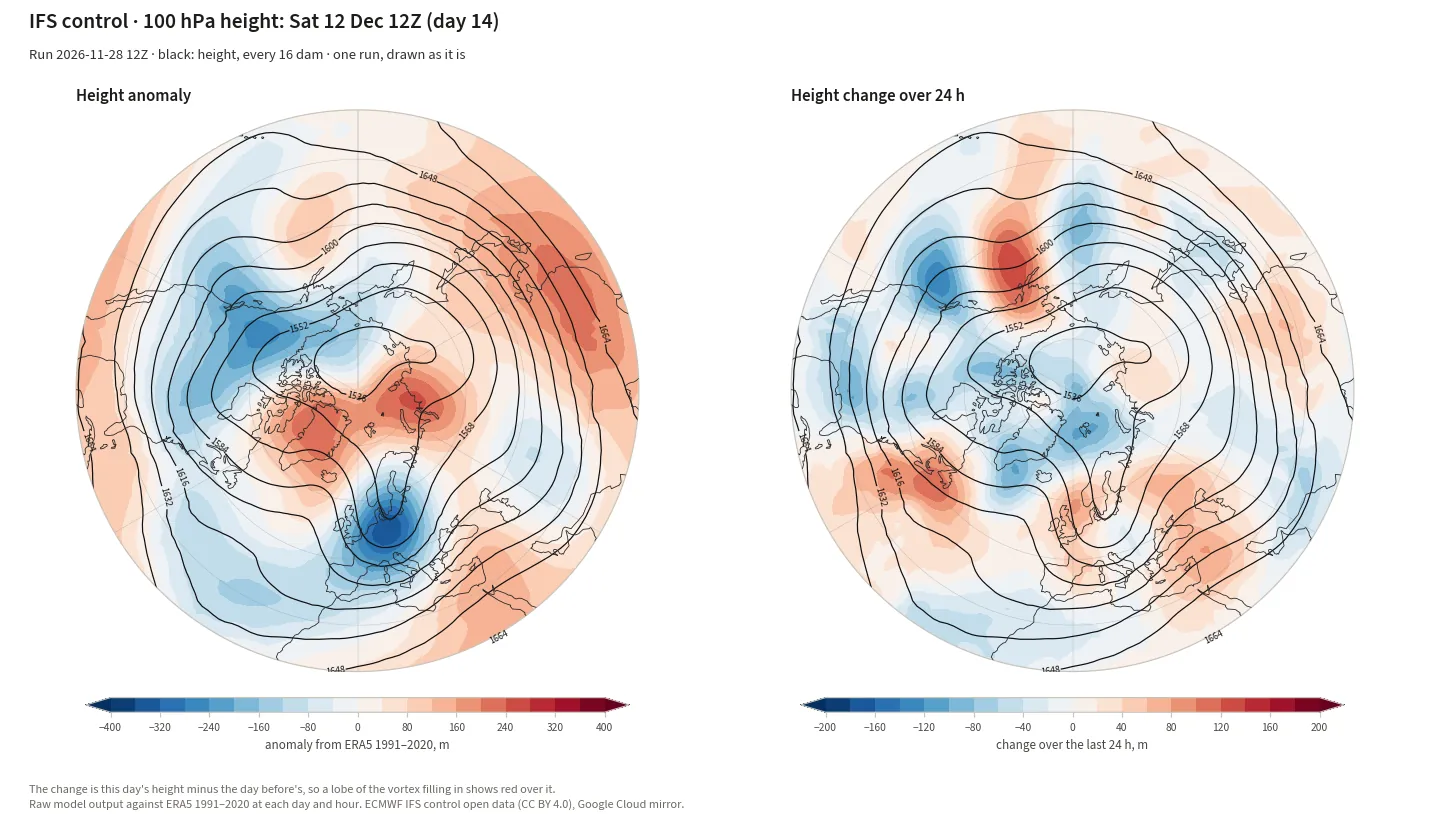 IFS control · 100 hPa height: Sat 12 Dec 12Z (day 14)
Run 2026-11-28 12Z · black: height, every 16 dam · one run, drawn as it is
Height anomaly
Height change over 24 h
1648
1600
1664
1552
1536
1584
1568
1616
1632
1664
1648
1648
1600
1664
1552
1536
1584
1568
1616
1632
1664
1648
−400 −320 −240 −160 −80 0 80 160 240 320 400
anomaly from ERA5 1991–2020, m
−200 −160 −120 −80 −40 0 40 80 120 160 200
change over the last 24 h, m
The change is this day's height minus the day before's, so a lobe of the vortex filling in shows red over it.
Raw model output against ERA5 1991–2020 at each day and hour. ECMWF IFS control open data (CC BY 4.0), Google Cloud mirror.